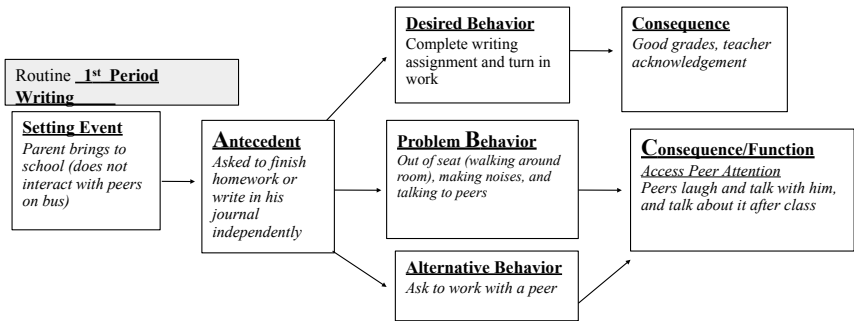 Routine 1st Period
Writing
Setting Event
Parent brings to
school (does not
interact with peers
on bus)
Antecedent
Asked to finish
homework or
write in his
journal
independently
Desired Behavior
Complete writing
assignment and turn in
work
Consequence
Good grades, teacher
acknowledgement
Problem Behavior
Out of seat (walking around
room), making noises, and
talking to peers
Consequence/Function
Access Peer Attention
Peers laugh and talk with him,
and talk about it after class
Alternative Behavior
Ask to work with a peer